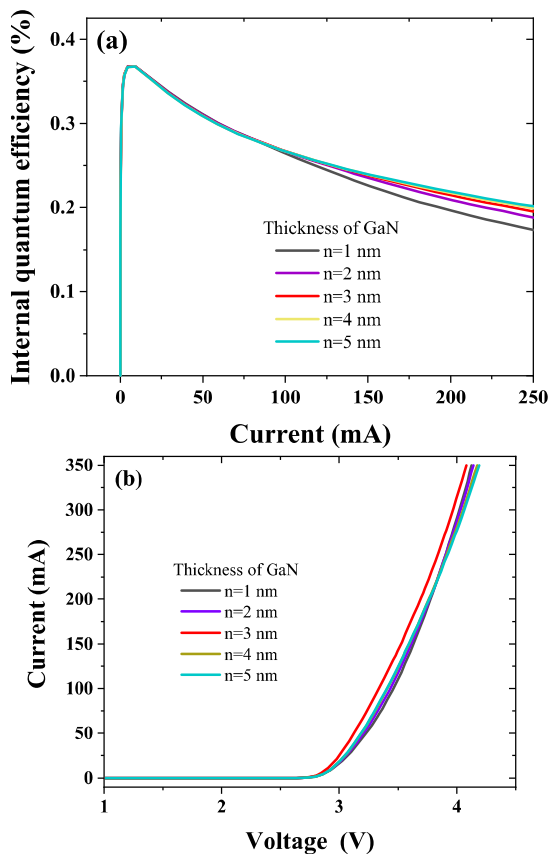 (a)
Internal quantum efficiency (%)
0.4
0.3
0.2
0.1
0.0
Thickness of GaN
n=1 nm
n=2 nm
n=3 nm
n=4 nm
n=5 nm
0 50 100 150 200 250
Current (mA)
(b)
Current (mA)
350
300
250
200
150
100
50
0
Thickness of GaN
n=1 nm
n=2 nm
n=3 nm
n=4 nm
n=5 nm
1 2 3 4
Voltage (V)